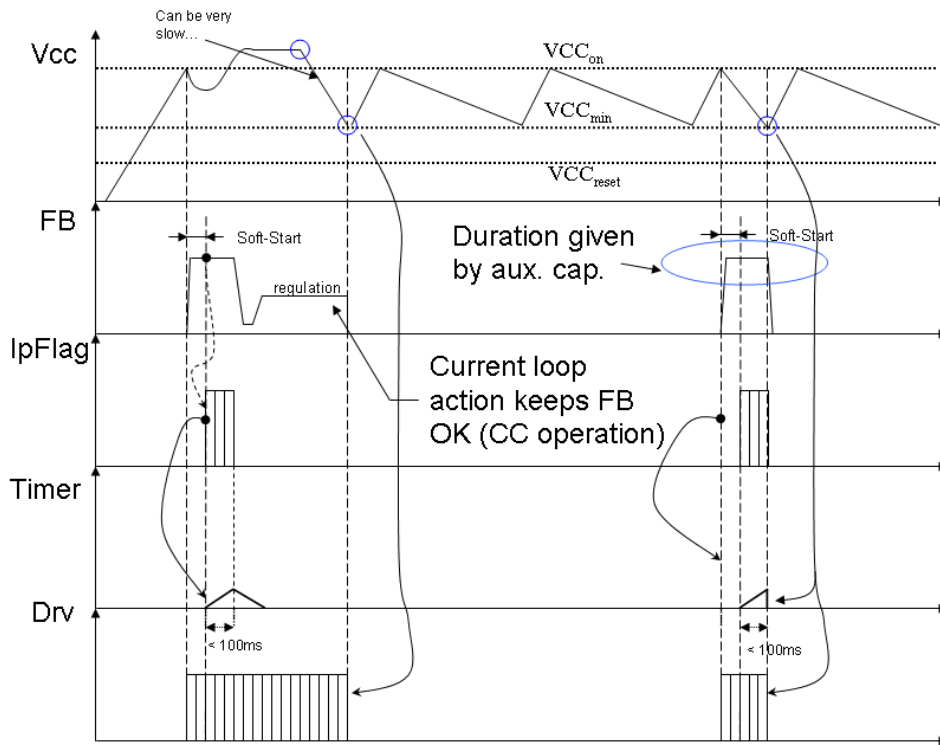 Can be very
slow...
Vcc
VCCon
VCCmin
VCCreset
FB
Soft-Start
Duration given
by aux. cap.
Soft-Start
regulation
IpFlag
Current loop
action keeps FB
OK (CC operation)
Timer
Drv
< 100ms
< 100ms